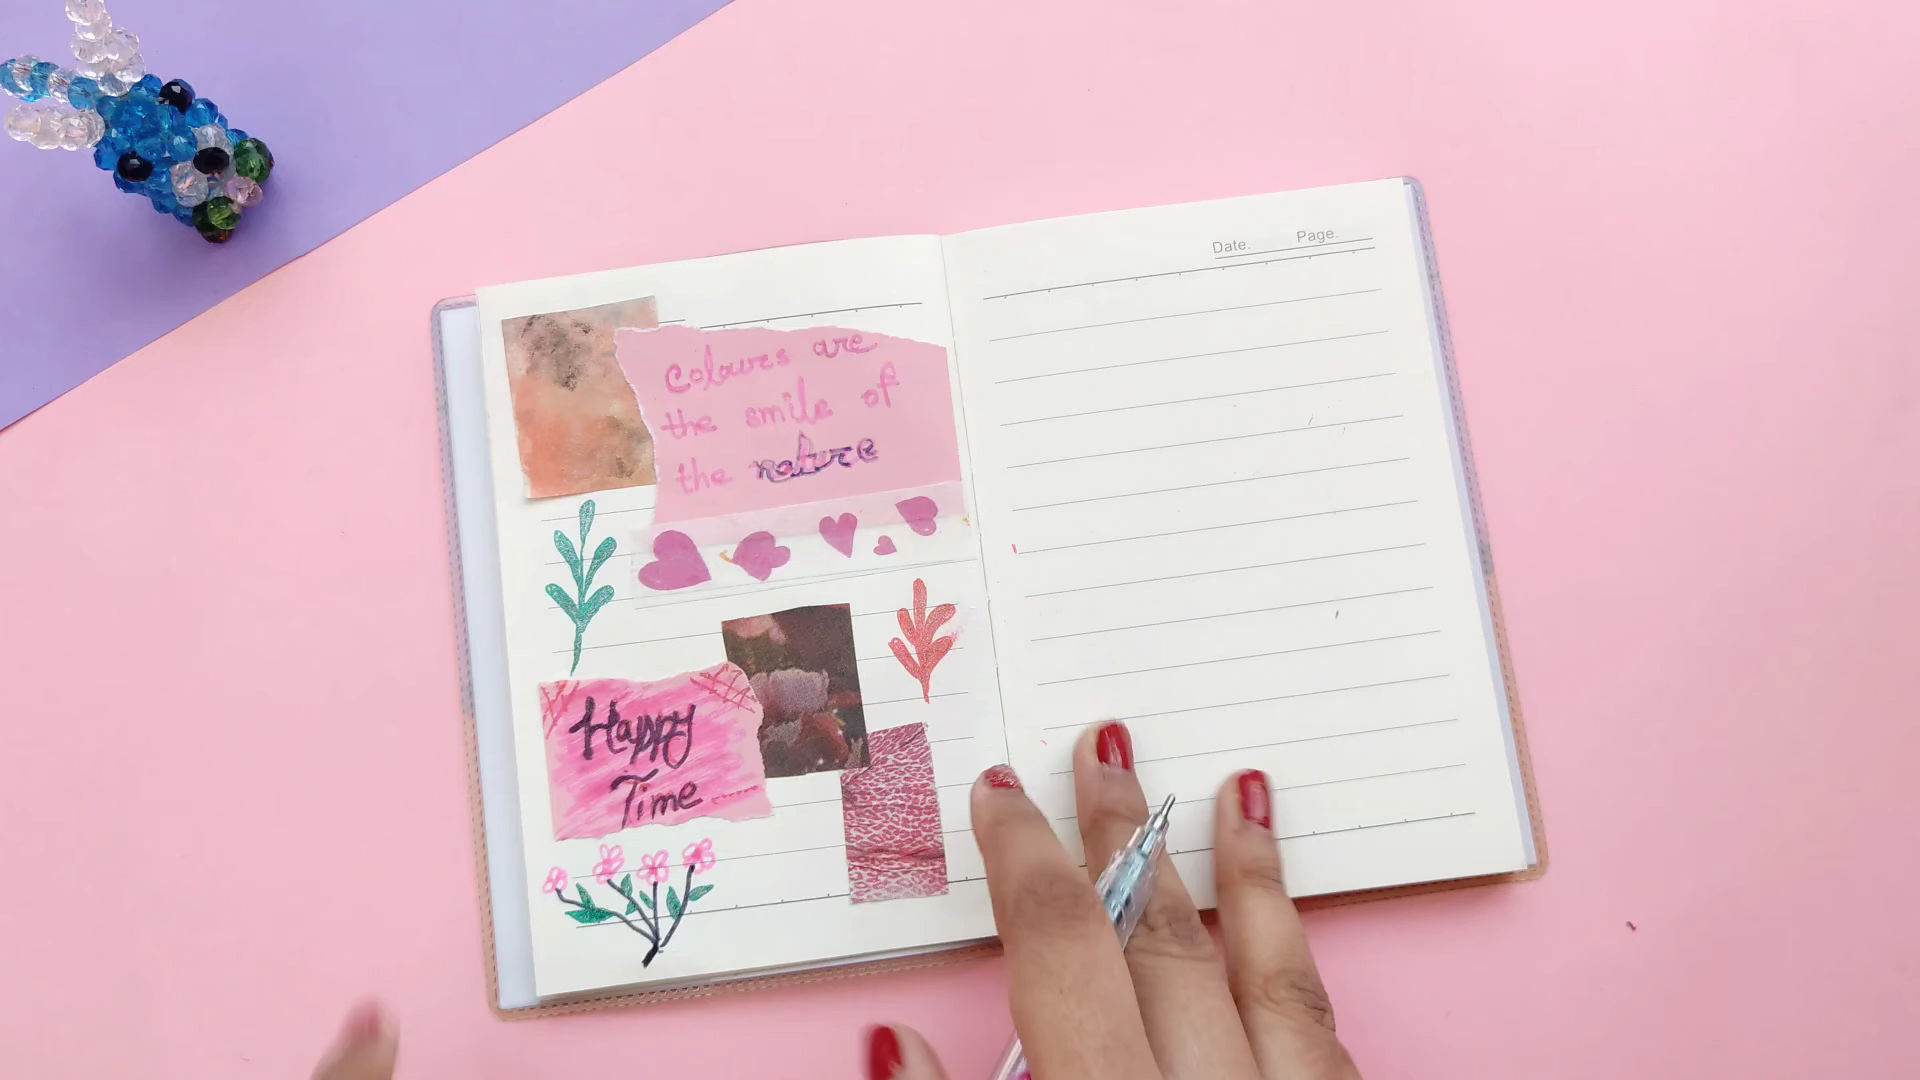 Colours are
the smile of
the nature
Happy
Time
Date. Page.